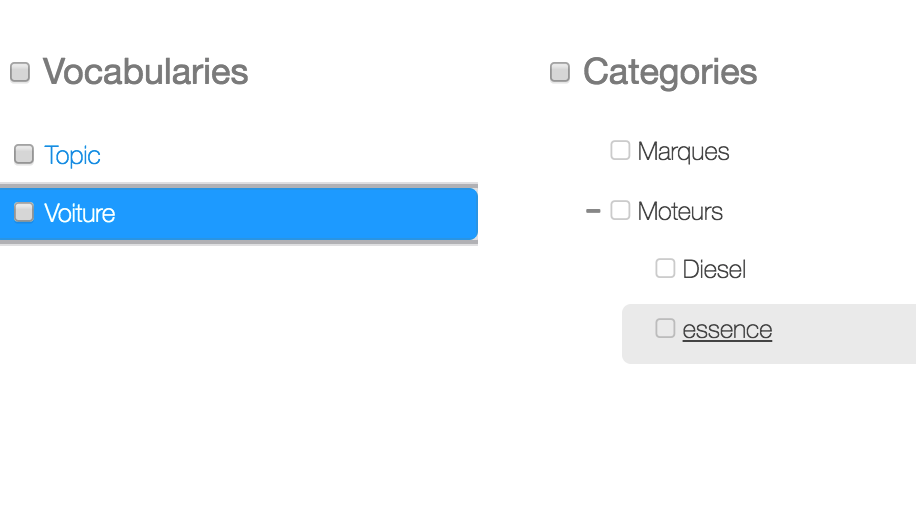 Vocabularies
Topic
Voiture
Categories
Marques
Moteurs
Diesel
essence